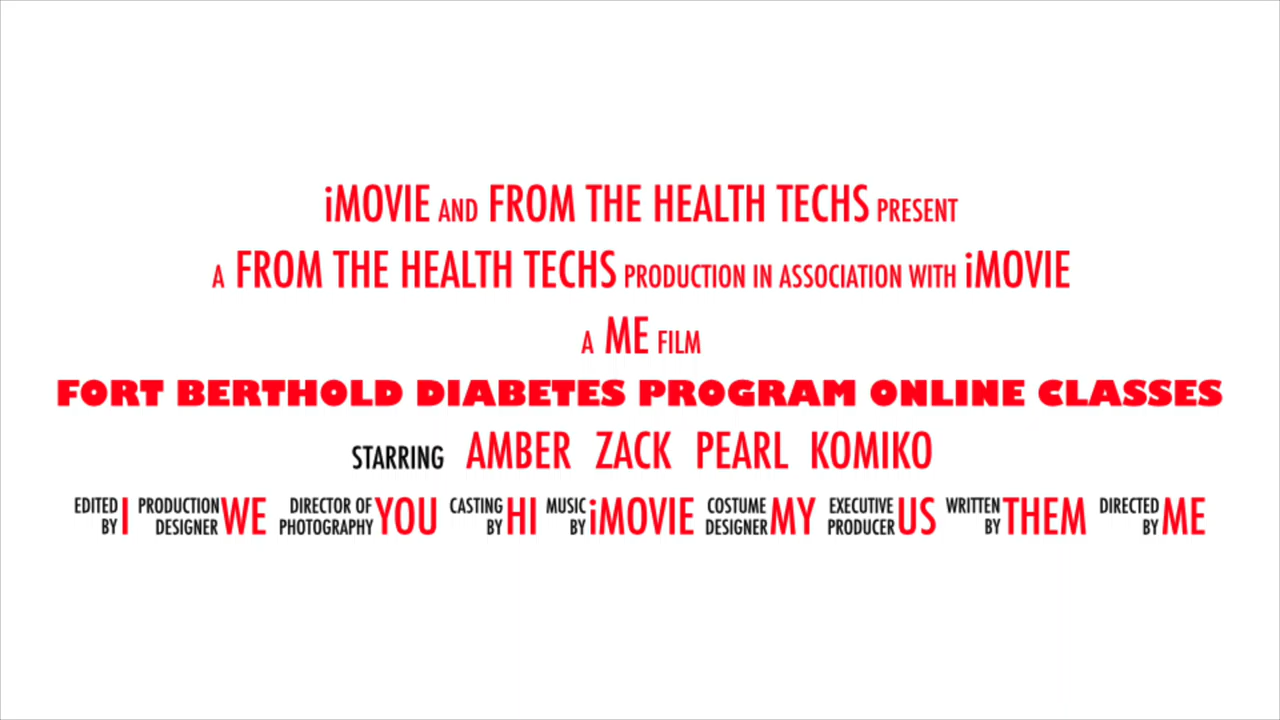 iMOVIE AND FROM THE HEALTH TECHS PRESENT
A FROM THE HEALTH TECHS PRODUCTION IN ASSOCIATION WITH iMOVIE
A ME FILM
FORT BERTHOLD DIABETES PROGRAM ONLINE CLASSES
STARRING AMBER ZACK PEARL KOMIKO
EDITED BY I PRODUCTION DESIGNER WE DIRECTOR OF PHOTOGRAPHY YOU CASTING BY HI MUSIC BY iMOVIE COSTUME DESIGNER MY EXECUTIVE PRODUCER US WRITTEN BY THEM DIRECTED BY ME